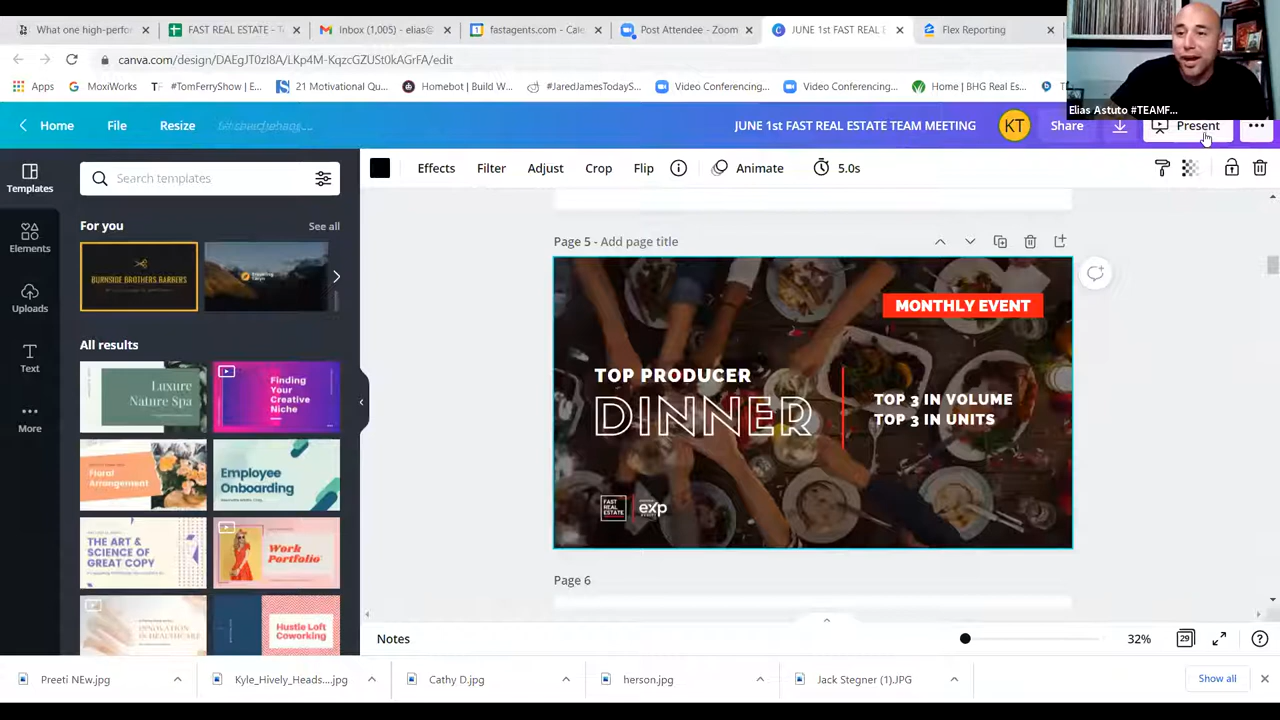 What one high-perfo
FAST REAL ESTATE - T
Inbox (1,005) - elias@
fastagents.com - Cale
Post Attendee - Zoom
JUNE 1st FAST REAL E
Flex Reporting
canva.com/design/DAEgJT0zI8A/LKp4M-KqzcGZUSt0kAGrFA/edit
Apps
MoxiWorks
#TomFerryShow | E...
21 Motivational Qu...
Homebot | Build W...
#JaredJamesTodayS...
Video Conferencing...
Video Conferencing...
Home | BHG Real Es...
Elias Astuto #TEAMF...
Home
File
Resize
JUNE 1st FAST REAL ESTATE TEAM MEETING
KT
Share
Present
Templates
Search templates
Effects
Filter
Adjust
Crop
Flip
Animate
5.0s
Elements
Uploads
Text
More
For you
See all
BURNSIDE BROTHERS BARBERS
All results
Luxure
Nature Spa
Finding
Your
Creative
Niche
Floral
Arrangement
Employee
Onboarding
THE ART &
SCIENCE OF
GREAT COPY
Work
Portfolio
INNOVATION
IN HEALTHCARE
Hustle Loft
Coworking
Page 5 - Add page title
MONTHLY EVENT
TOP PRODUCER
DINNER
TOP 3 IN VOLUME
TOP 3 IN UNITS
FAST
REAL
ESTATE
exp
Page 6
Notes
32%
29
Preeti NEw.jpg
Kyle_Hively_Heads....jpg
Cathy D.jpg
herson.jpg
Jack Stegner (1).JPG
Show all